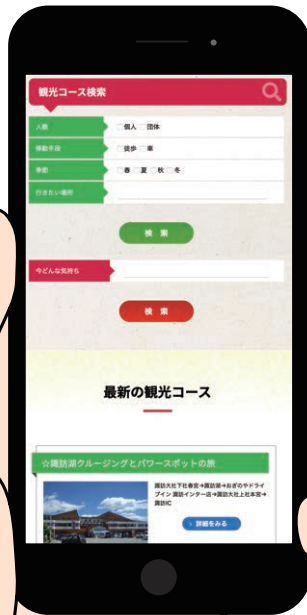 観光コース検索
人数
個人 団体
移動手段
徒歩 車
季節
春 夏 秋 冬
行きたい場所
検 索
今どんな気持ち
検 索
最新の観光コース
☆諏訪湖クルージングとパワースポットの旅
諏訪大社下社春宮→諏訪湖→おぎのやドライ
ブイン 諏訪インター店→諏訪大社上社本宮→
諏訪IC
詳細をみる